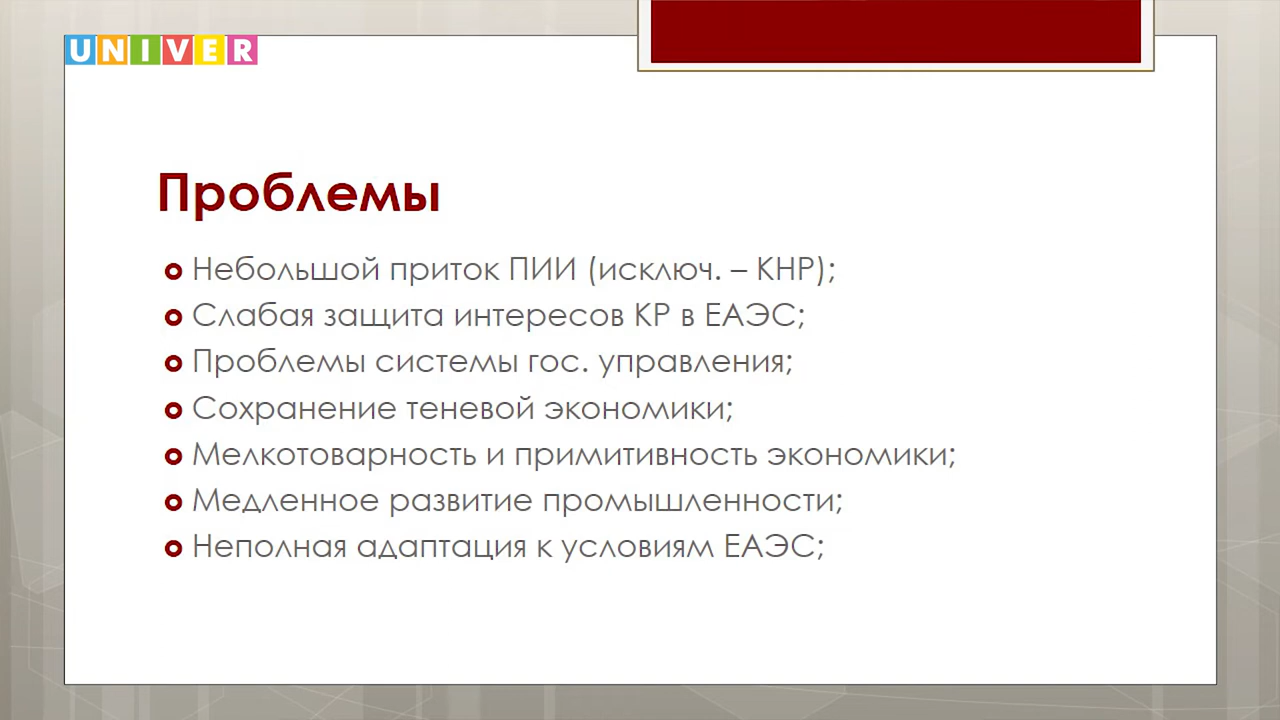 UNIVER
Проблемы
Небольшой приток ПИИ (исключ. – КНР);
Слабая защита интересов КР в ЕАЭС;
Проблемы системы гос. управления;
Сохранение теневой экономики;
Мелкотоварность и примитивность экономики;
Медленное развитие промышленности;
Неполная адаптация к условиям ЕАЭС;